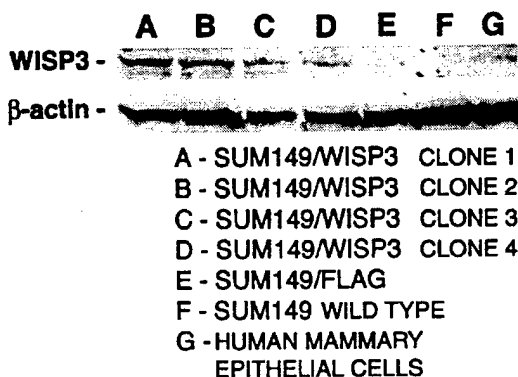 A B C D E F G
WISP3 -
β-actin -
A - SUM149/WISP3 CLONE 1
B - SUM149/WISP3 CLONE 2
C - SUM149/WISP3 CLONE 3
D - SUM149/WISP3 CLONE 4
E - SUM149/FLAG
F - SUM149 WILD TYPE
G - HUMAN MAMMARY
EPITHELIAL CELLS